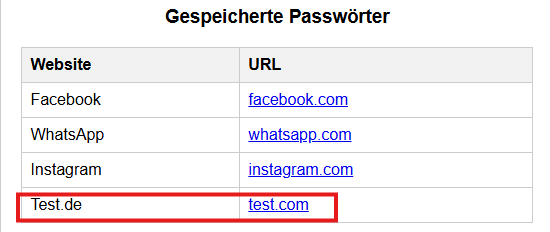 Gespeicherte Passwörter
Website URL
Facebook facebook.com
WhatsApp whatsapp.com
Instagram instagram.com
Test.de test.com